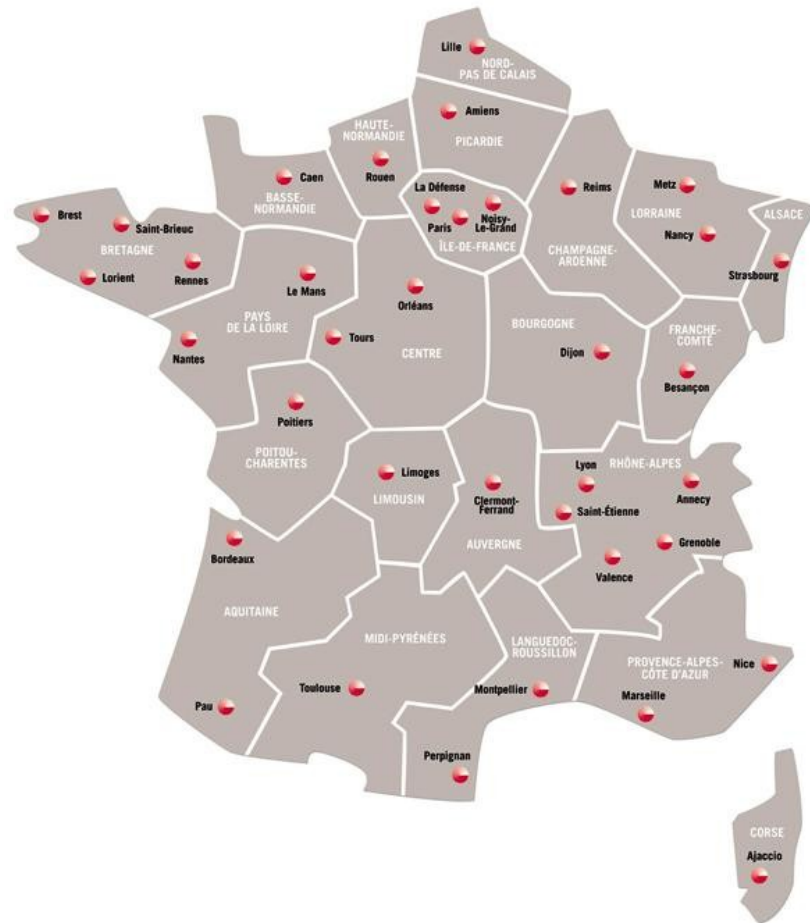 Lille
NORD-
PAS DE CALAIS
Amiens
PICARDIE
HAUTE-
NORMANDIE
Rouen
Caen
BASSE-
NORMANDIE
La Défense
Paris
Noisy-
Le-Grand
ÎLE-DE-FRANCE
Reims
CHAMPAGNE-
ARDENNE
Metz
LORRAINE
Nancy
ALSACE
Strasbourg
Brest
Saint-Brieuc
BRETAGNE
Lorient
Rennes
Le Mans
PAYS
DE LA LOIRE
Nantes
Orléans
Tours
CENTRE
BOURGOGNE
Dijon
FRANCHE-
COMTÉ
Besançon
Poitiers
POITOU-
CHARENTES
Limoges
LIMOUSIN
Clermont-
Ferrand
AUVERGNE
RHÔNE-ALPES
Lyon
Annecy
Saint-Étienne
Grenoble
Valence
Bordeaux
AQUITAINE
Pau
MIDI-PYRÉNÉES
Toulouse
LANGUEDOC-
ROUSSILLON
Montpellier
Perpignan
PROVENCE-ALPES-
CÔTE D'AZUR
Nice
Marseille
CORSE
Ajaccio